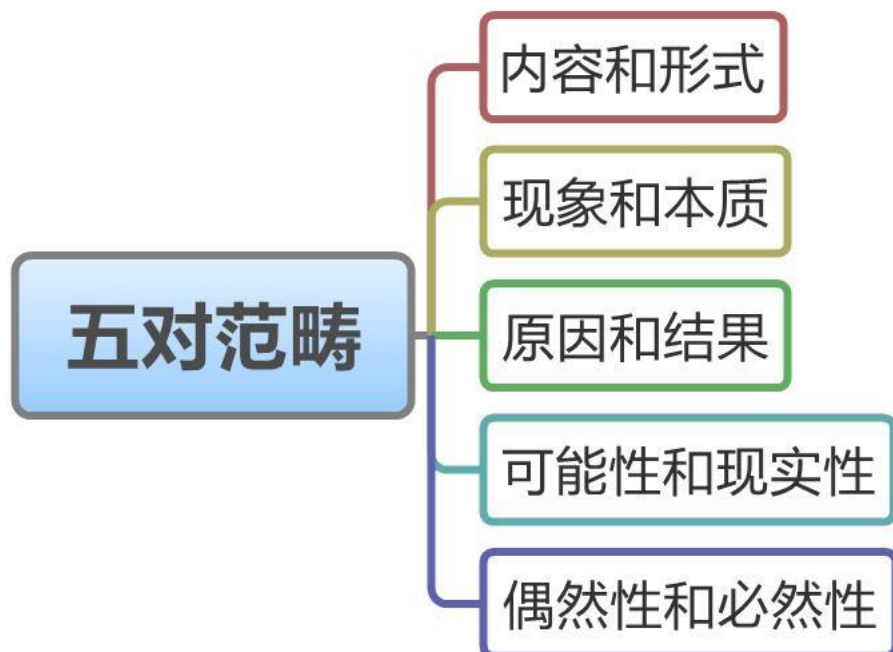 五对范畴
内容和形式
现象和本质
原因和结果
可能性和现实性
偶然性和必然性